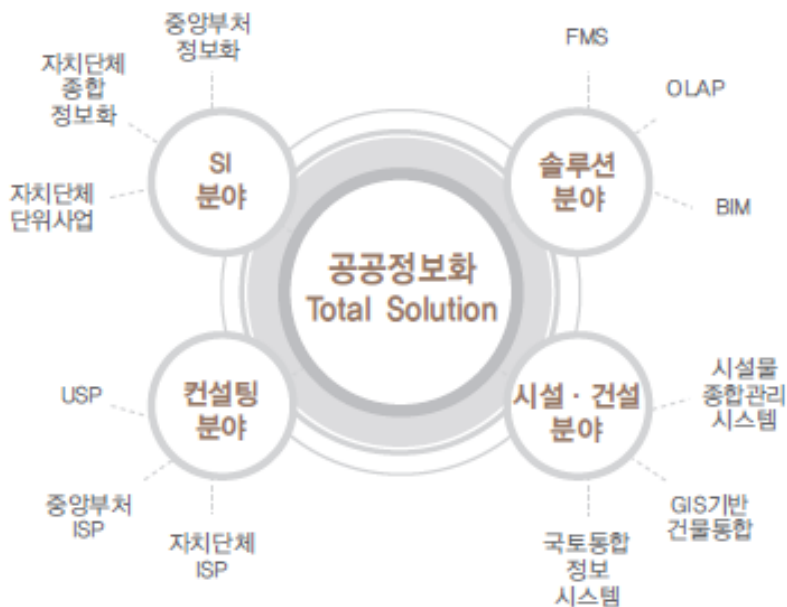 중앙부처
정보화
자치단체
종합
정보화
자치단체
단위사업
SI
분야
FMS
OLAP
BIM
솔루션
분야
공공정보화
Total Solution
USP
중앙부처
ISP
자치단체
ISP
컨설팅
분야
시설 · 건설
분야
시설물
종합관리
시스템
GIS기반
건물통합
국토통합
정보
시스템